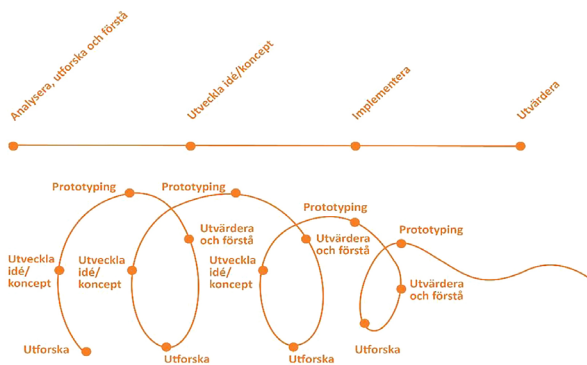 Analysera, utforska och förstå
Utveckla idé/koncept
Implementera
Utvärdera
Prototyping
Prototyping
Prototyping
Prototyping
Utvärdera
och förstå
Utvärdera
och förstå
Utvärdera
och förstå
Utveckla
idé/
koncept
Utveckla
idé/
koncept
Utveckla
idé/
koncept
Utforska
Utforska
Utforska
Utforska